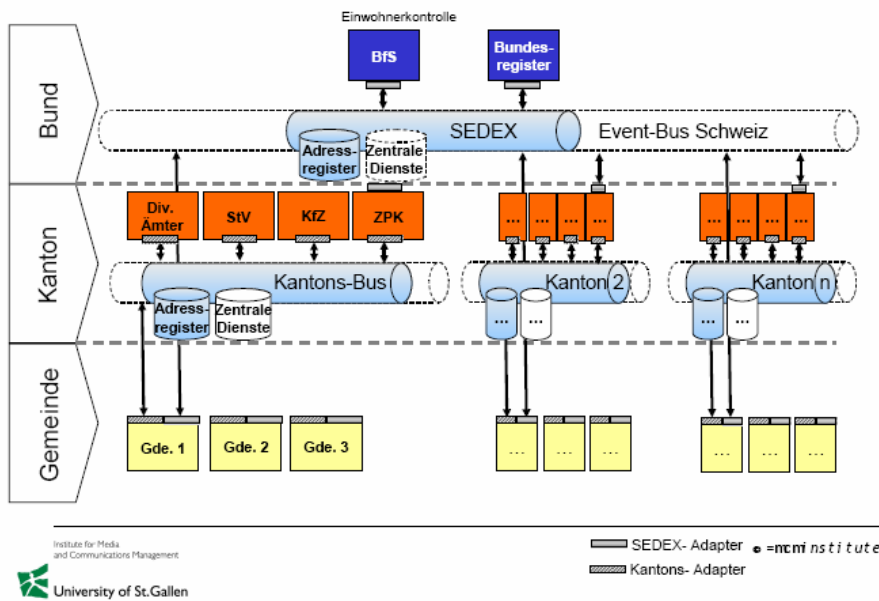 Einwohnerkontrolle
Bund
BfS
Bundes-
register
SEDEX
Event-Bus Schweiz
Adress-
register
Zentrale
Dienste
Kanton
Div.
Ämter
StV
KfZ
ZPK
... ... ... ...
... ... ... ...
Kantons-Bus
Kanton 2
Kanton n
Adress-
register
Zentrale
Dienste
... ...
... ...
Gemeinde
Gde. 1
Gde. 2
Gde. 3
... ... ...
... ... ...
Institute for Media
and Communications Management
University of St.Gallen
SEDEX- Adapter
Kantons- Adapter
=mcminstitute